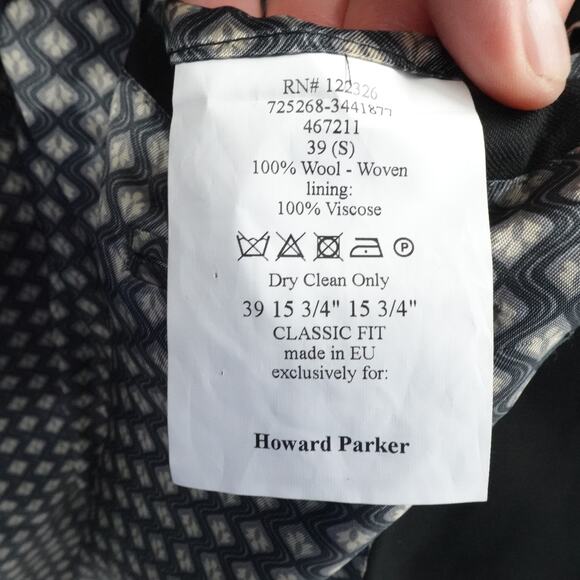 RN# 122326
725268-3441877
467211
39 (S)
100% Wool - Woven
lining:
100% Viscose
P
Dry Clean Only
39 15 3/4" 15 3/4"
CLASSIC FIT
made in EU
exclusively for:
Howard Parker